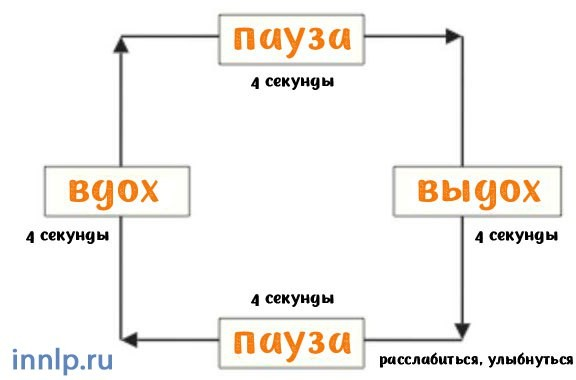 пауза
4 секунды
вдох
4 секунды
выдох
4 секунды
4 секунды
пауза
расслабиться, улыбнуться
innlp.ru